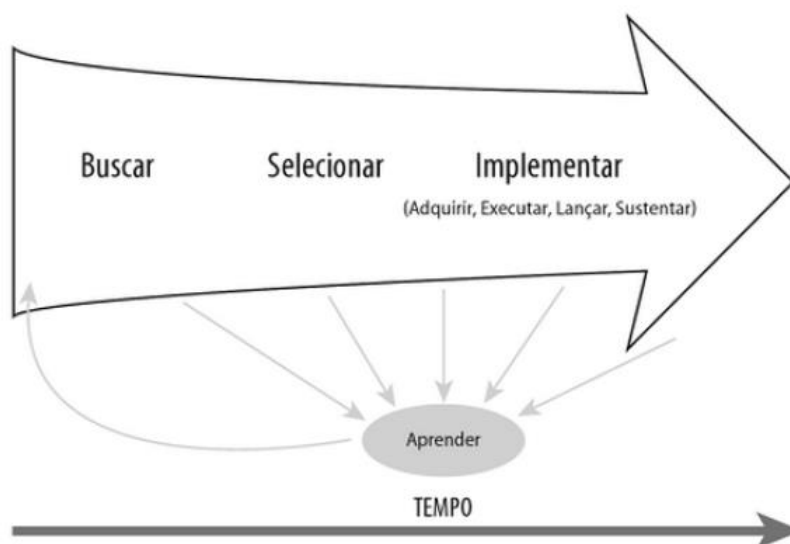 Buscar Selecionar Implementar
(Adquirir, Executar, Lançar, Sustentar)
Aprender
TEMPO